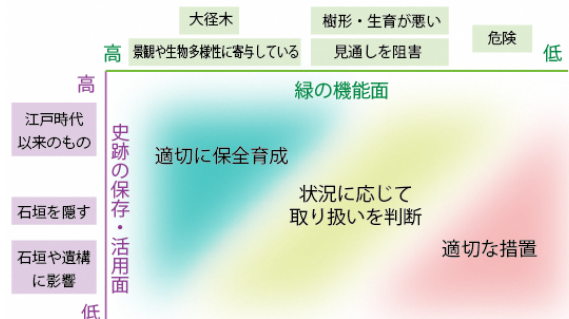 大径木
樹形・生育が悪い
危険
高
景観や生物多様性に寄与している
見通しを阻害
低
高
緑の機能面
江戸時代
以来のもの
史跡の保存・活用面
適切に保全育成
状況に応じて
取り扱いを判断
石垣を隠す
適切な措置
石垣や遺構
に影響
低